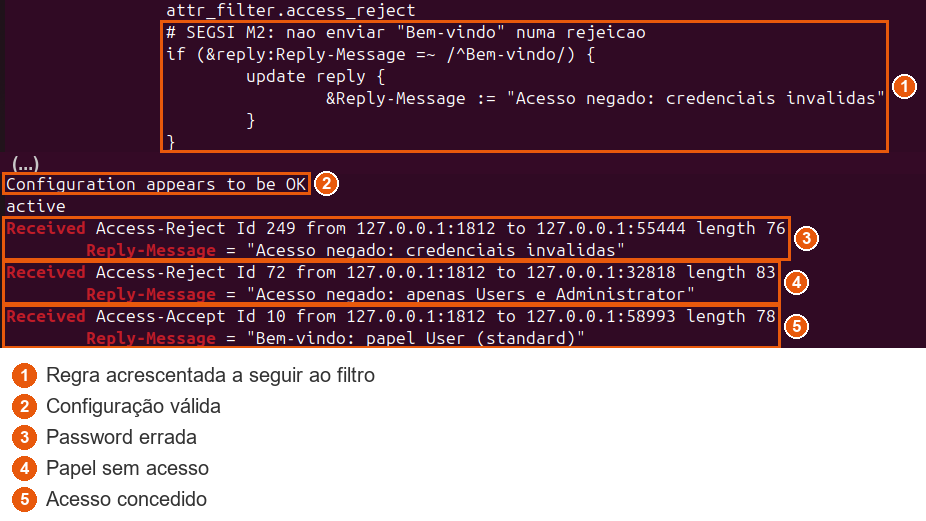 attr_filter.access_reject
# SEGSI M2: nao enviar "Bem-vindo" numa rejeicao
if (&reply:Reply-Message =~ /^Bem-vindo/) {
update reply {
&Reply-Message := "Acesso negado: credenciais invalidas"
}
}
1
(...)
Configuration appears to be OK
2
active
Received Access-Reject Id 249 from 127.0.0.1:1812 to 127.0.0.1:55444 length 76
Reply-Message = "Acesso negado: credenciais invalidas"
3
Received Access-Reject Id 72 from 127.0.0.1:1812 to 127.0.0.1:32818 length 83
Reply-Message = "Acesso negado: apenas Users e Administrator"
4
Received Access-Accept Id 10 from 127.0.0.1:1812 to 127.0.0.1:58993 length 78
Reply-Message = "Bem-vindo: papel User (standard)"
5
1 Regra acrescentada a seguir ao filtro
2 Configuração válida
3 Password errada
4 Papel sem acesso
5 Acesso concedido